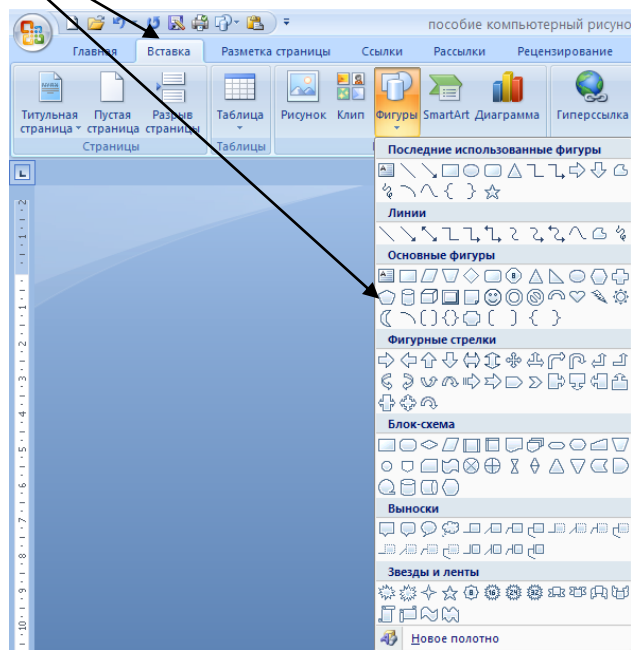 пособие компьютерный рисуно
Главная Вставка Разметка страницы Ссылки Рассылки Рецензирование
Титульная страница Пустая страница Разрыв страницы Таблица Рисунок Клип Фигуры SmartArt Диаграмма Гиперссылка
Страницы Таблицы
Последние использованные фигуры
Линии
Основные фигуры
Фигурные стрелки
Блок-схема
Выноски
Звезды и ленты
Новое полотно